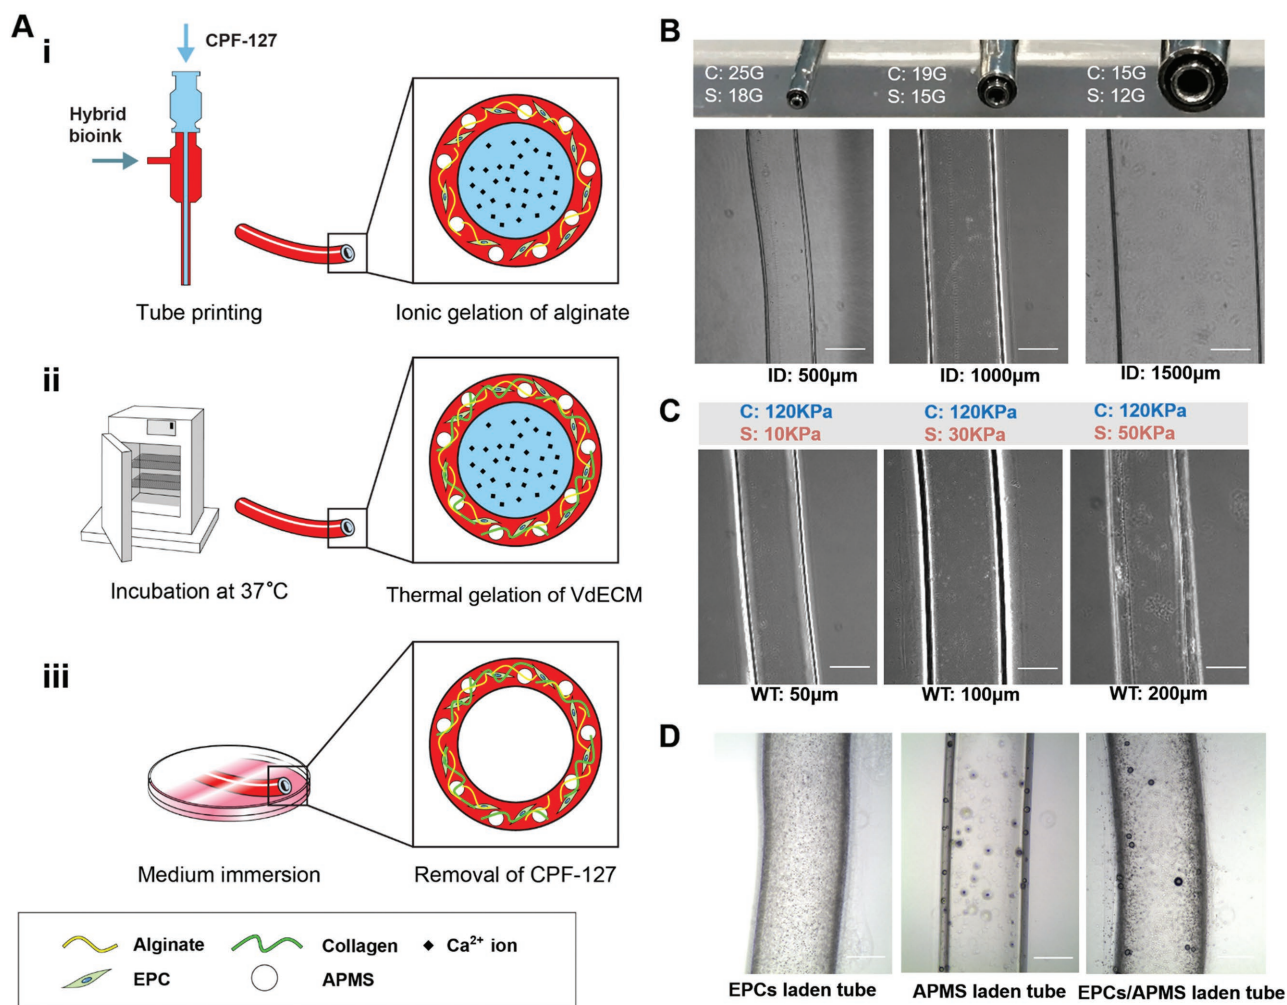 A
i
CPF-127
Hybrid
bioink
Tube printing
Ionic gelation of alginate
ii
Incubation at 37°C
Thermal gelation of VdECM
iii
Medium immersion
Removal of CPF-127
Alginate
Collagen
Ca²⁺ ion
EPC
APMS
B
C: 25G
S: 18G
C: 19G
S: 15G
C: 15G
S: 12G
ID: 500µm
ID: 1000µm
ID: 1500µm
C
C: 120KPa
S: 10KPa
C: 120KPa
S: 30KPa
C: 120KPa
S: 50KPa
WT: 50µm
WT: 100µm
WT: 200µm
D
EPCs laden tube
APMS laden tube
EPCs/APMS laden tube